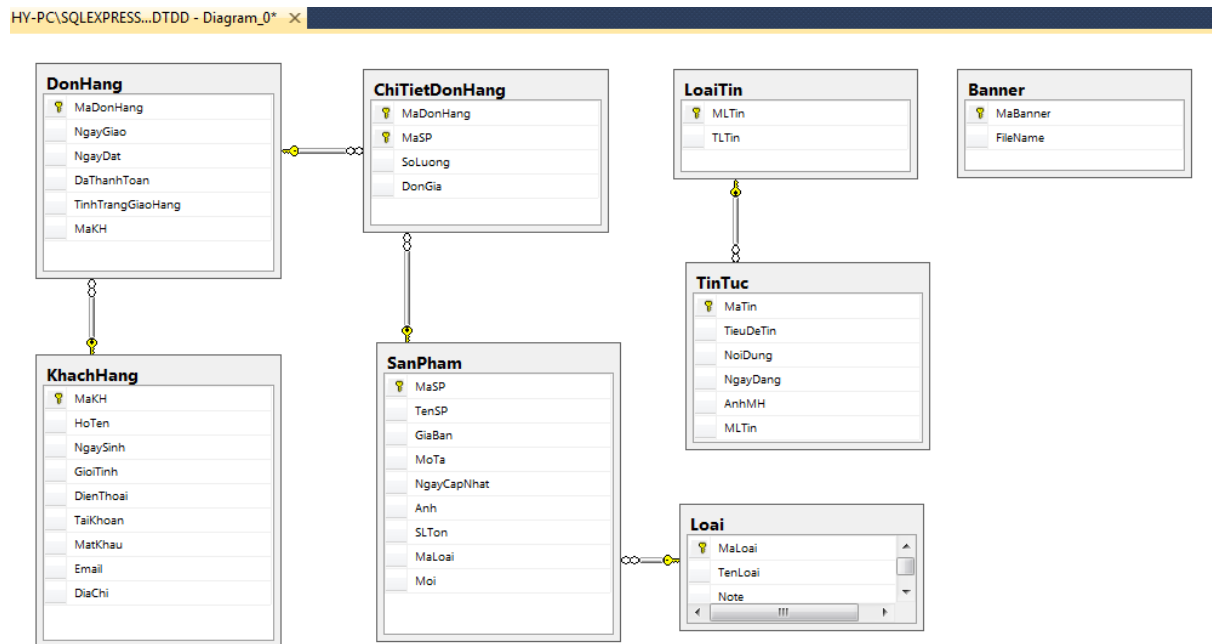 HY-PC\SQLEXPRESS...DTDD - Diagram_0*
DonHang
MaDonHang
NgayGiao
NgayDat
DaThanhToan
TinhTrangGiaoHang
MaKH
ChiTietDonHang
MaDonHang
MaSP
SoLuong
DonGia
LoaiTin
MLTin
TLTin
Banner
MaBanner
FileName
TinTuc
MaTin
TieuDeTin
NoiDung
NgayDang
AnhMH
MLTin
KhachHang
MaKH
HoTen
NgaySinh
GioiTinh
DienThoai
TaiKhoan
MatKhau
Email
DiaChi
SanPham
MaSP
TenSP
GiaBan
MoTa
NgayCapNhat
Anh
SLTon
MaLoai
Moi
Loai
MaLoai
TenLoai
Note